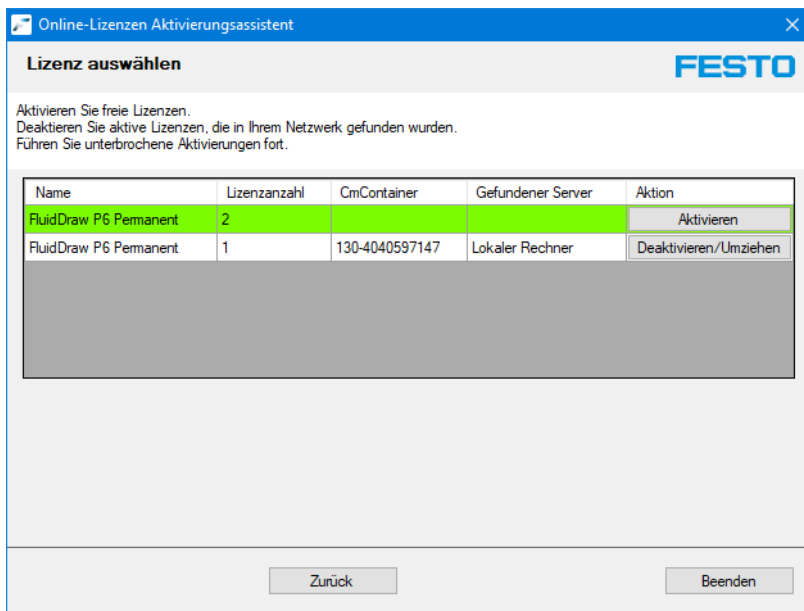 Online-Lizenzen Aktivierungsassistent
Lizenz auswählen
FESTO
Aktivieren Sie freie Lizenzen.
Deaktieren Sie aktive Lizenzen, die in Ihrem Netzwerk gefunden wurden.
Führen Sie unterbrochene Aktivierungen fort.
Name Lizenzanzahl CmContainer Gefundener Server Aktion
FluidDraw P6 Permanent 2 Aktivieren
FluidDraw P6 Permanent 1 130-4040597147 Lokaler Rechner Deaktivieren/Umziehen
Zurück Beenden